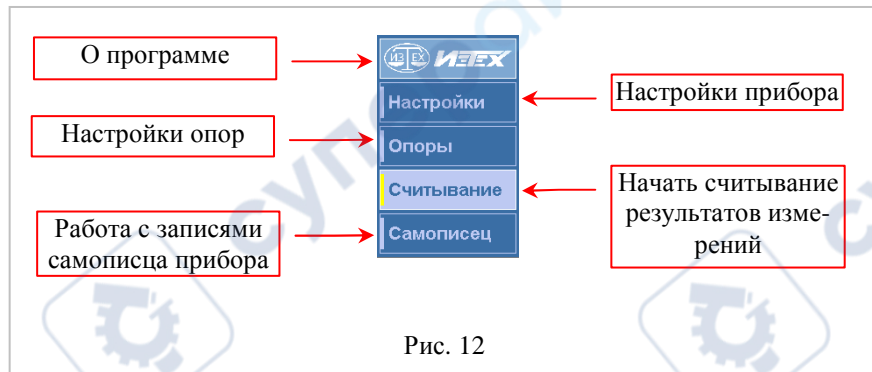 О программе
ИЗ ТЕХ ИЗТЕХ
Настройки
Настройки прибора
Настройки опор
Опоры
Считывание
Начать считывание
результатов изме-
рений
Работа с записями
самописца прибора
Самописец
Рис. 12